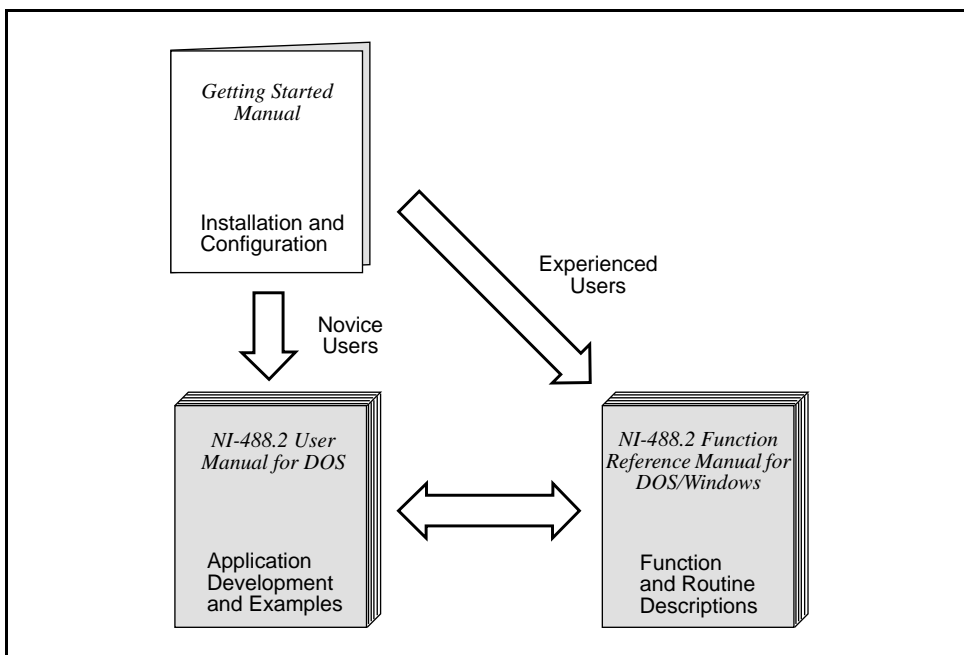 Getting Started
Manual
Installation and
Configuration
Experienced
Users
Novice
Users
NI-488.2 User
Manual for DOS
Application
Development
and Examples
NI-488.2 Function
Reference Manual for
DOS/Windows
Function
and Routine
Descriptions